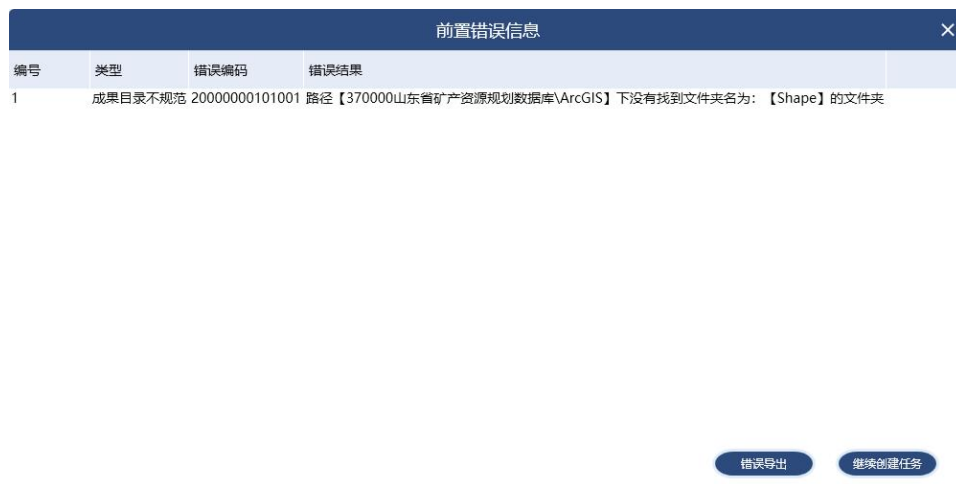 前置错误信息
编号 类型 错误编码 错误结果
1 成果目录不规范 20000000101001 路径【370000山东省矿产资源规划数据库\ArcGIS】下没有找到文件夹名为：【Shape】的文件夹
错误导出 继续创建任务